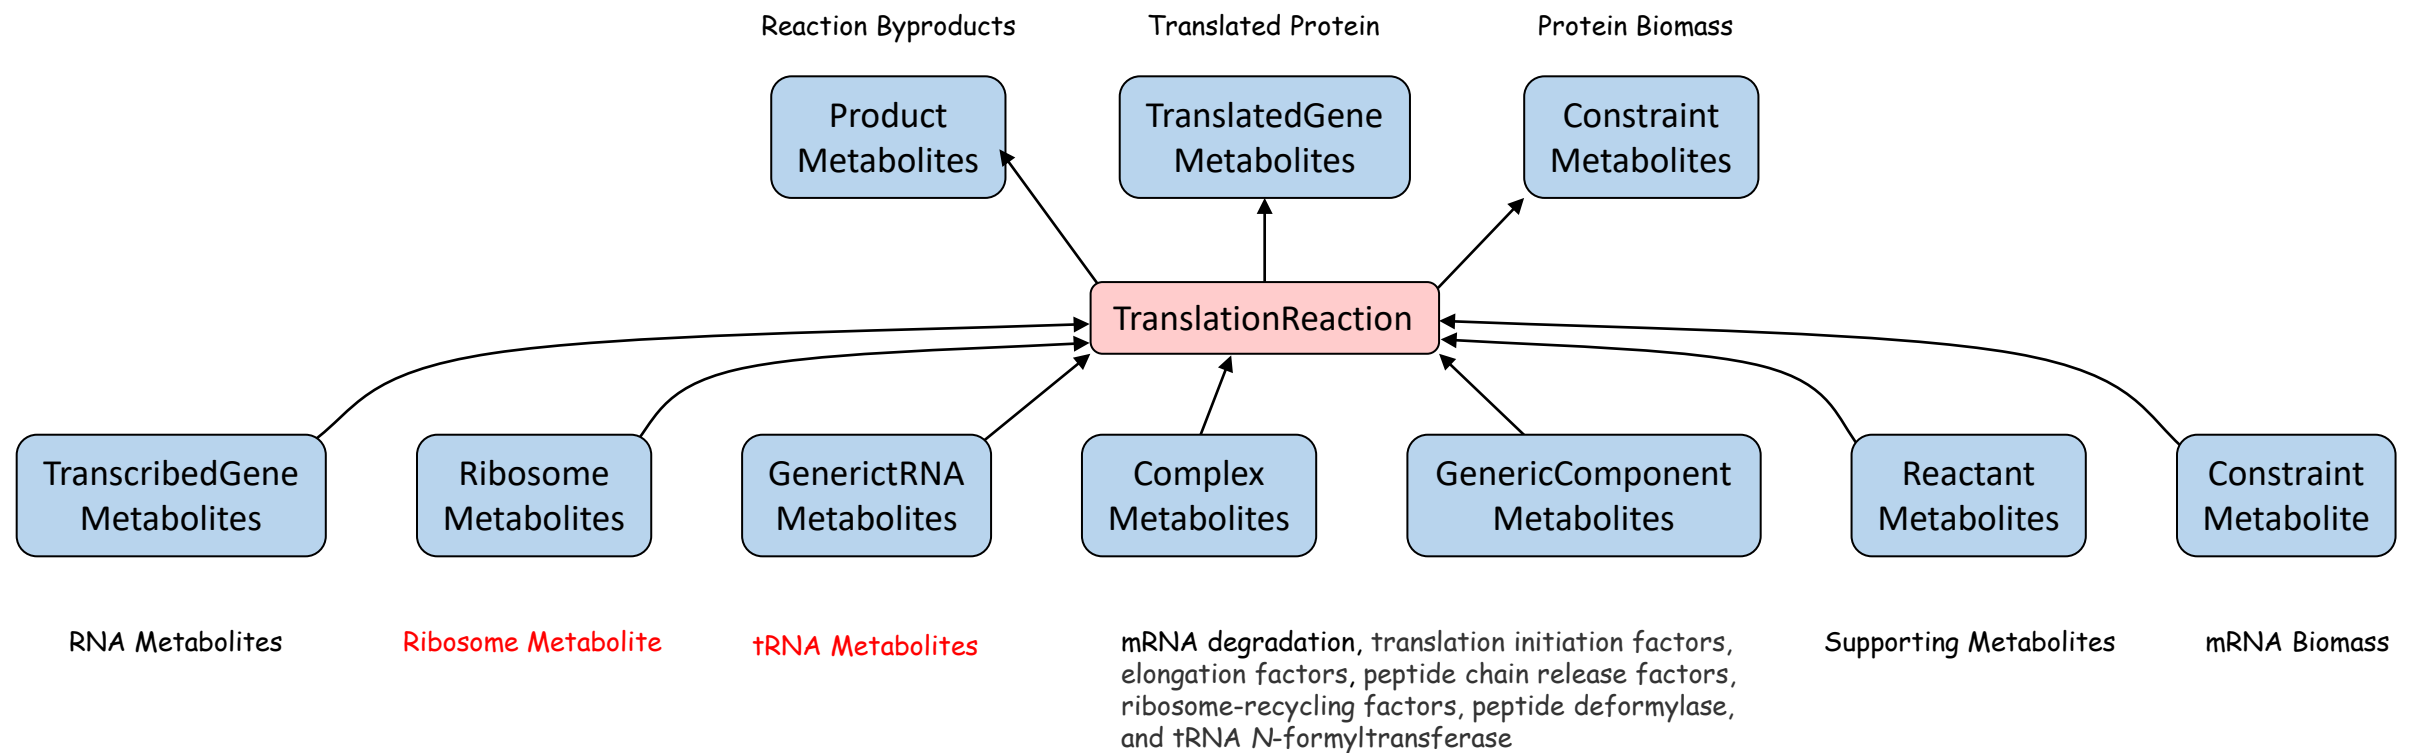 Reaction Byproducts
Translated Protein
Protein Biomass
Product
Metabolites
TranslatedGene
Metabolites
Constraint
Metabolites
TranslationReaction
TranscribedGene
Metabolites
Ribosome
Metabolites
GenerictRNA
Metabolites
Complex
Metabolites
GenericComponent
Metabolites
Reactant
Metabolites
Constraint
Metabolite
RNA Metabolites
Ribosome Metabolite
tRNA Metabolites
mRNA degradation, translation initiation factors,
elongation factors, peptide chain release factors,
ribosome-recycling factors, peptide deformylase,
and tRNA N-formyltransferase
Supporting Metabolites
mRNA Biomass